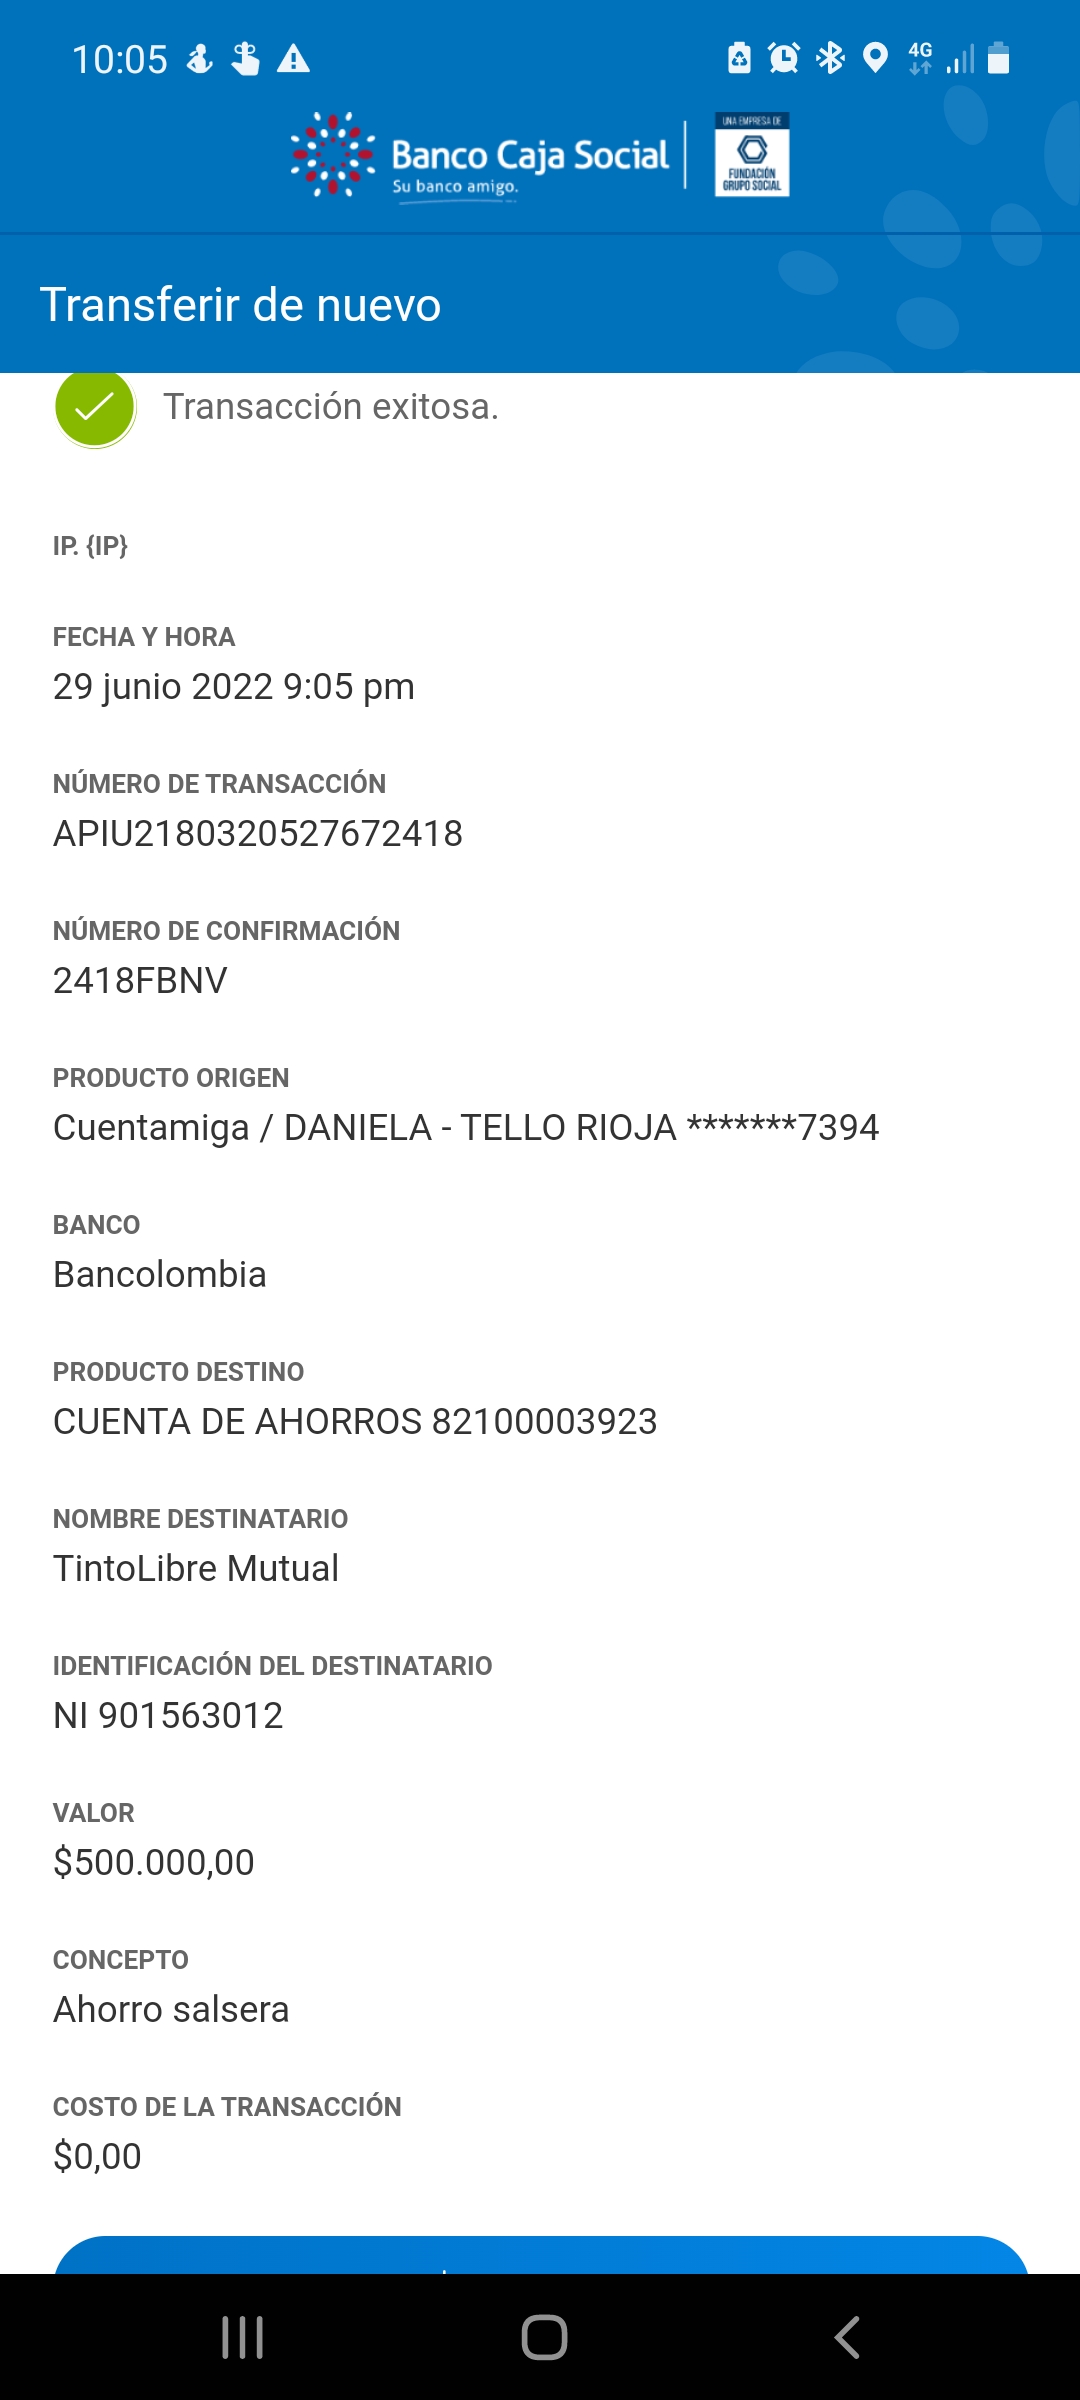 10:05
4G
Banco Caja Social
Su banco amigo.
UNA EMPRESA DE
FUNDACIÓN
GRUPO SOCIAL
Transferir de nuevo
Transacción exitosa.
IP. {IP}
FECHA Y HORA
29 junio 2022 9:05 pm
NÚMERO DE TRANSACCIÓN
APIU2180320527672418
NÚMERO DE CONFIRMACIÓN
2418FBNV
PRODUCTO ORIGEN
Cuentamiga / DANIELA - TELLO RIOJA *******7394
BANCO
Bancolombia
PRODUCTO DESTINO
CUENTA DE AHORROS 82100003923
NOMBRE DESTINATARIO
TintoLibre Mutual
IDENTIFICACIÓN DEL DESTINATARIO
NI 901563012
VALOR
$500.000,00
CONCEPTO
Ahorro salsera
COSTO DE LA TRANSACCIÓN
$0,00